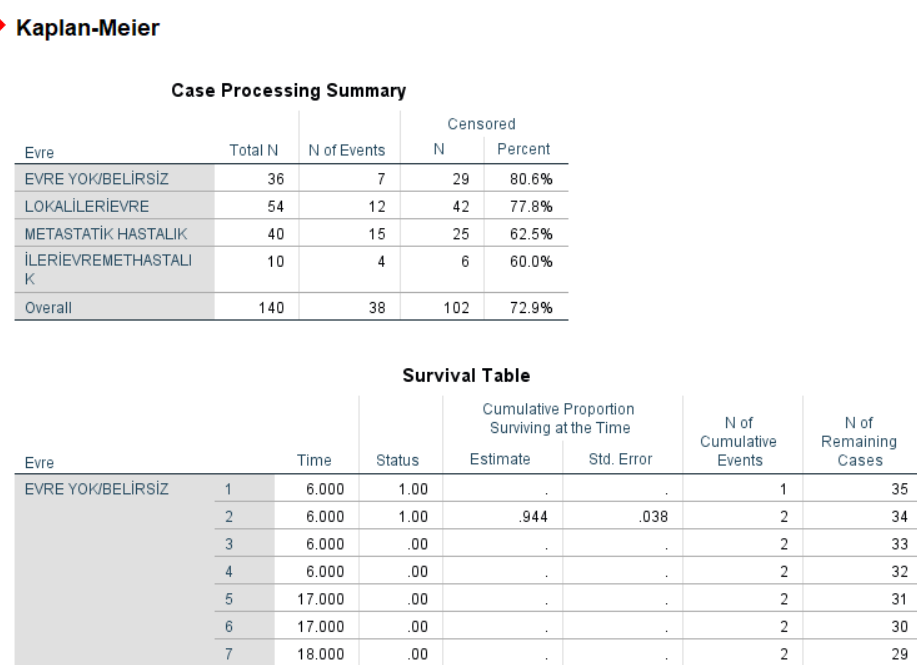 Kaplan-Meier
Case Processing Summary
Censored
Evre Total N N of Events N Percent
EVRE YOK/BELİRSİZ 36 7 29 80.6%
LOKALİLERİEVRE 54 12 42 77.8%
METASTATİK HASTALIK 40 15 25 62.5%
İLERİEVREMETHASTALI
K 10 4 6 60.0%
Overall 140 38 102 72.9%
Survival Table
Cumulative Proportion
Surviving at the Time
N of
Cumulative
Events
N of
Remaining
Cases
Evre Time Status Estimate Std. Error
EVRE YOK/BELİRSİZ 1 6.000 1.00 . . 1 35
2 6.000 1.00 .944 .038 2 34
3 6.000 .00 . . 2 33
4 6.000 .00 . . 2 32
5 17.000 .00 . . 2 31
6 17.000 .00 . . 2 30
7 18.000 .00 . . 2 29